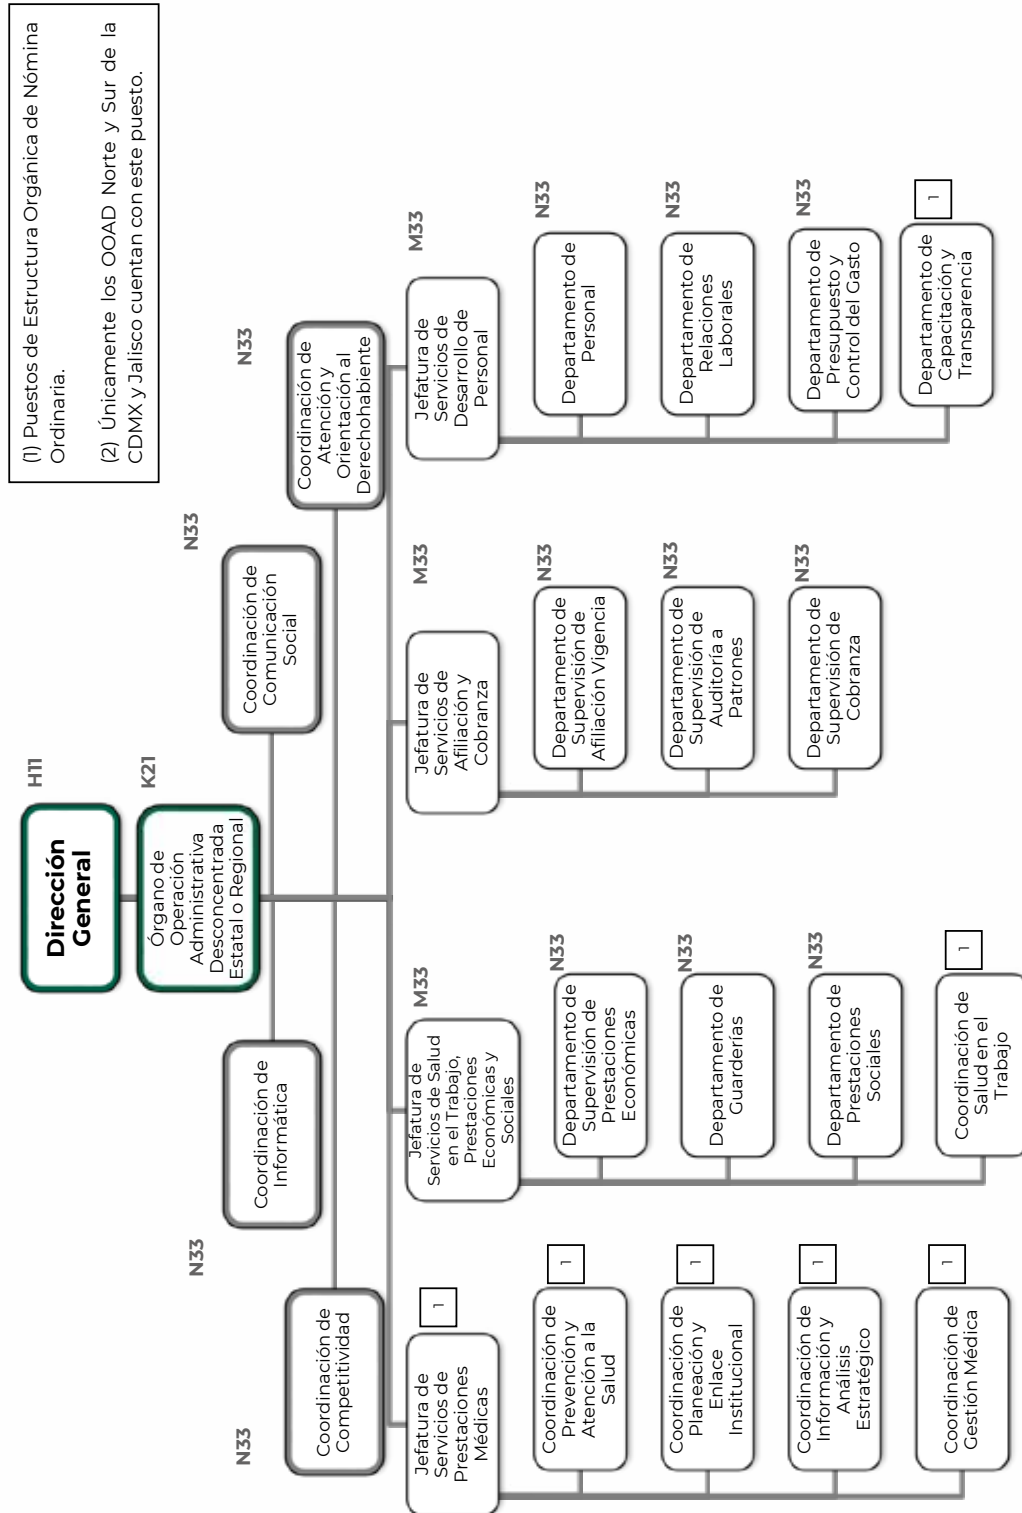 (1) Puestos de Estructura Orgánica de Nómina
Ordinaria.
(2) Únicamente los OOAD Norte y Sur de la
CDMX y Jalisco cuentan con este puesto.
H11
Dirección
General
K21
Órgano de
Operación
Administrativa
Desconcentrada
Estatal o Regional
N33
Coordinación de
Informática
N33
Coordinación de
Comunicación
Social
N33
Coordinación de
Competitividad
N33
Coordinación de
Atención y
Orientación al
Derechohabiente
1
Jefatura de
Servicios de
Prestaciones
Médicas
1
Coordinación de
Prevención y
Atención a la
Salud
1
Coordinación de
Planeación y
Enlace
Institucional
1
Coordinación de
Información y
Análisis
Estratégico
1
Coordinación de
Gestión Médica
M33
Jefatura de
Servicios de Salud
en el Trabajo,
Prestaciones
Económicas y
Sociales
N33
Departamento de
Supervisión de
Prestaciones
Económicas
N33
Departamento de
Guarderías
N33
Departamento de
Prestaciones
Sociales
1
Coordinación de
Salud en el
Trabajo
M33
Jefatura de
Servicios de
Afiliación y
Cobranza
N33
Departamento de
Supervisión de
Afiliación Vigencia
N33
Departamento de
Supervisión de
Auditoría a
Patrones
N33
Departamento de
Supervisión de
Cobranza
M33
Jefatura de
Servicios de
Desarrollo de
Personal
N33
Departamento de
Personal
N33
Departamento de
Relaciones
Laborales
N33
Departamento de
Presupuesto y
Control del Gasto
1
Departamento de
Capacitación y
Transparencia